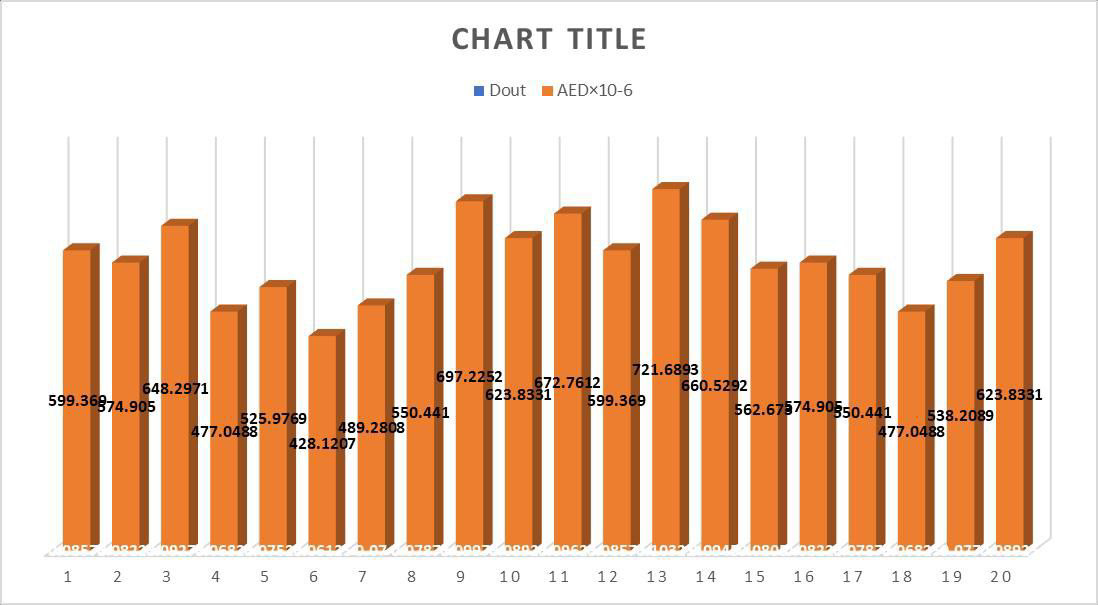 CHART TITLE
Dout AED×10-6
599.369 574.905 648.2971 477.0488 525.9769 428.1207 489.2808 550.441 697.2252 623.8331 672.7612 599.369 721.6893 660.5292 562.673 574.905 550.441 477.0488 538.2089 623.8331
1 2 3 4 5 6 7 8 9 10 11 12 13 14 15 16 17 18 19 20